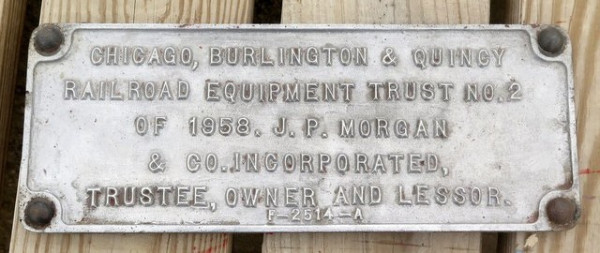 CHICAGO, BURLINGTON & QUINCY
RAILROAD EQUIPMENT TRUST NO. 2
OF 1958. J. P. MORGAN
& CO. INCORPORATED,
TRUSTEE, OWNER AND LESSOR.
F-2514-A